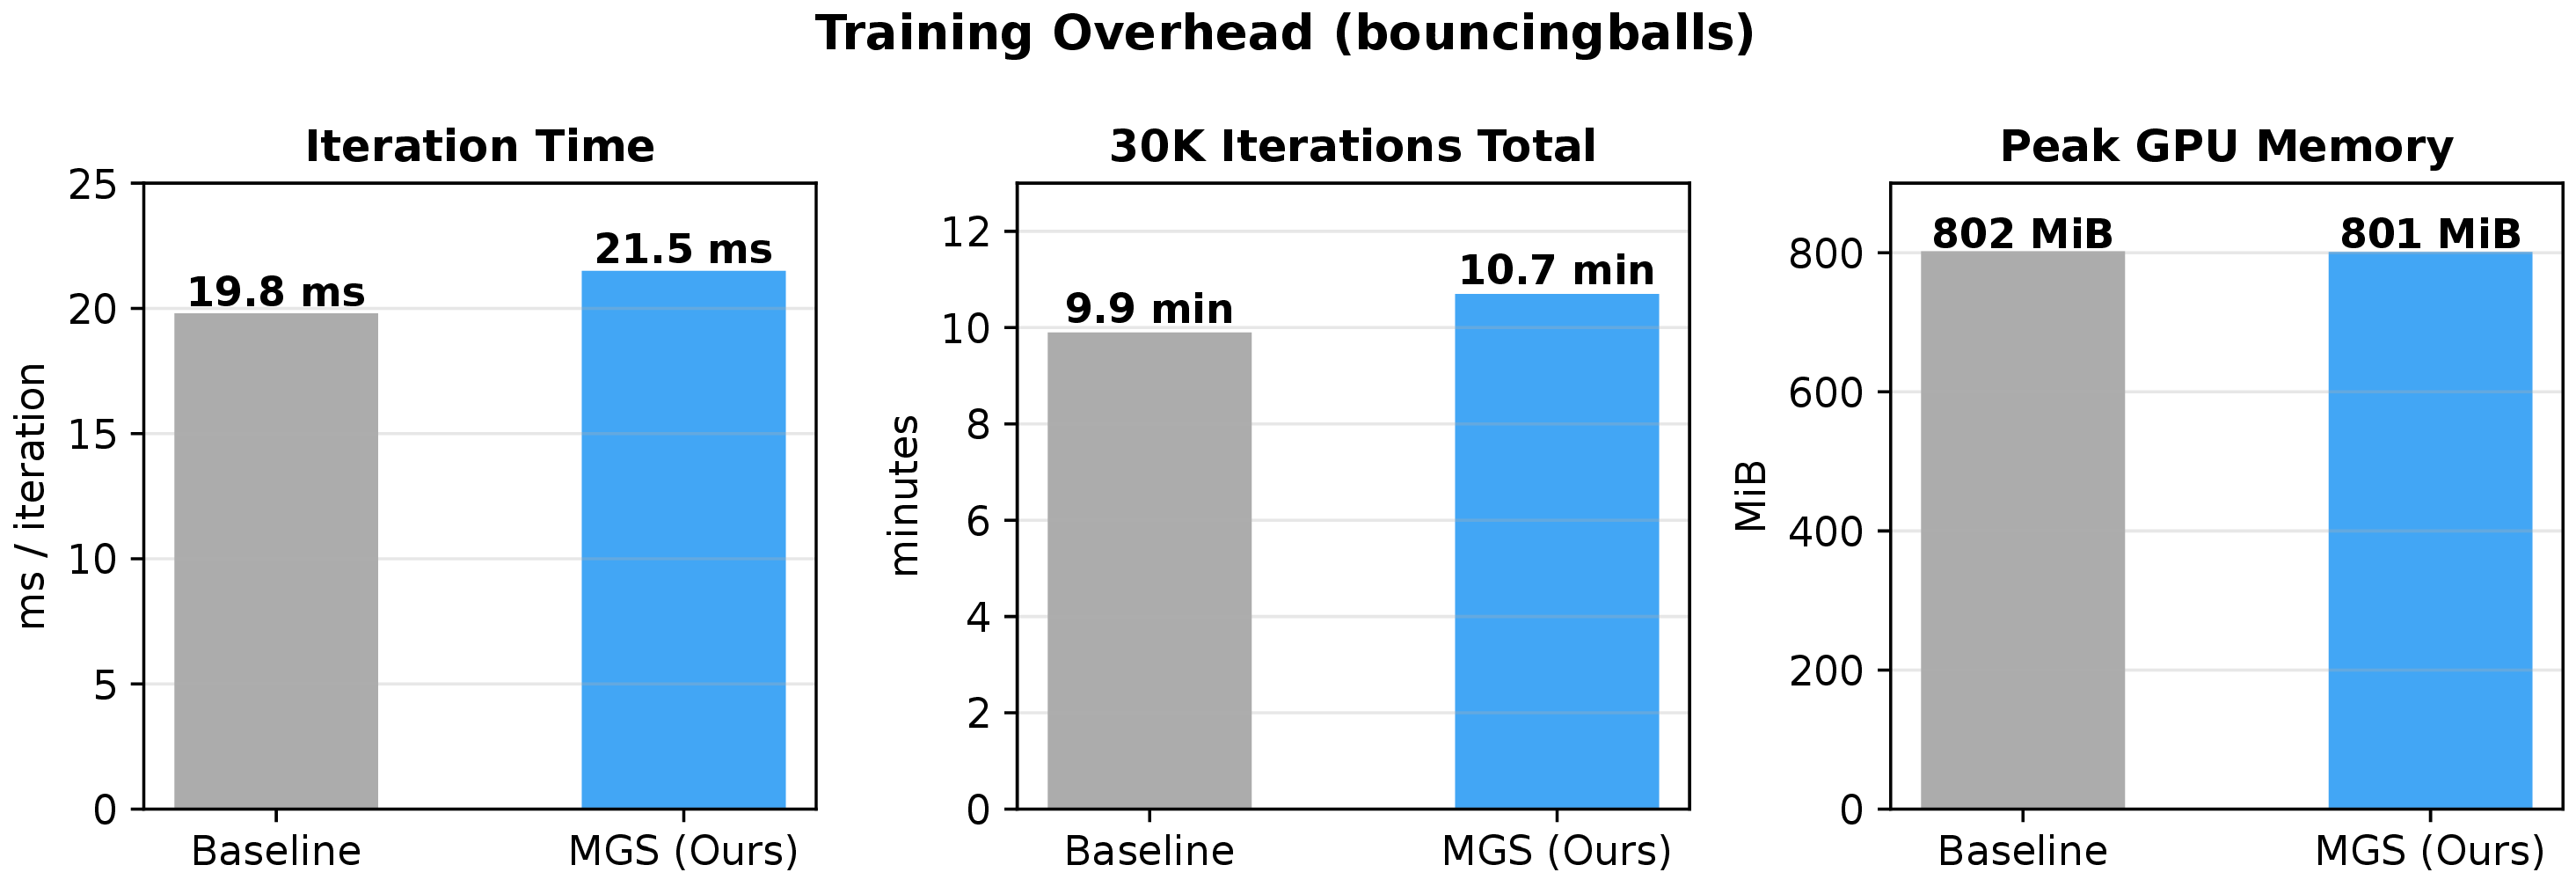 Training Overhead (bouncingballs)
Iteration Time
25
20
15
10
5
0
ms / iteration
19.8 ms
21.5 ms
Baseline
MGS (Ours)
30K Iterations Total
12
10
8
6
4
2
0
minutes
9.9 min
10.7 min
Baseline
MGS (Ours)
Peak GPU Memory
800
600
400
200
0
MiB
802 MiB
801 MiB
Baseline
MGS (Ours)